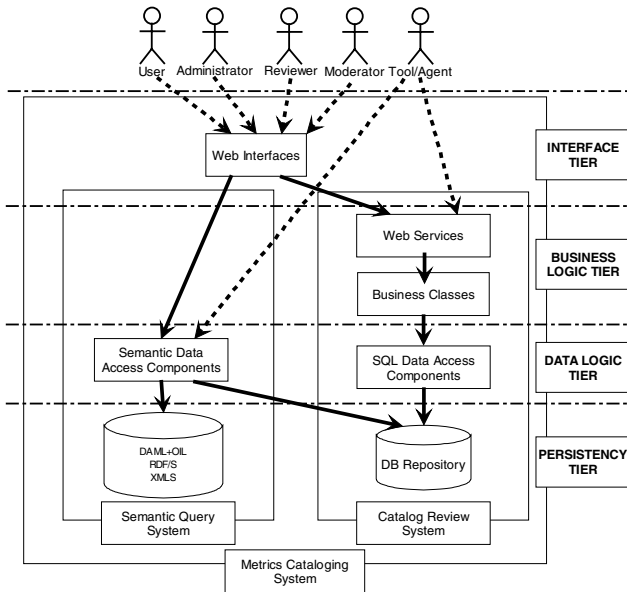 User
Administrator
Reviewer
Moderator
Tool/Agent
Web Interfaces
INTERFACE
TIER
Web Services
BUSINESS
LOGIC TIER
Business Classes
Semantic Data
Access Components
SQL Data Access
Components
DATA LOGIC
TIER
DAML+OIL
RDF/S
XMLS
DB Repository
PERSISTENCY
TIER
Semantic Query
System
Catalog Review
System
Metrics Cataloging
System